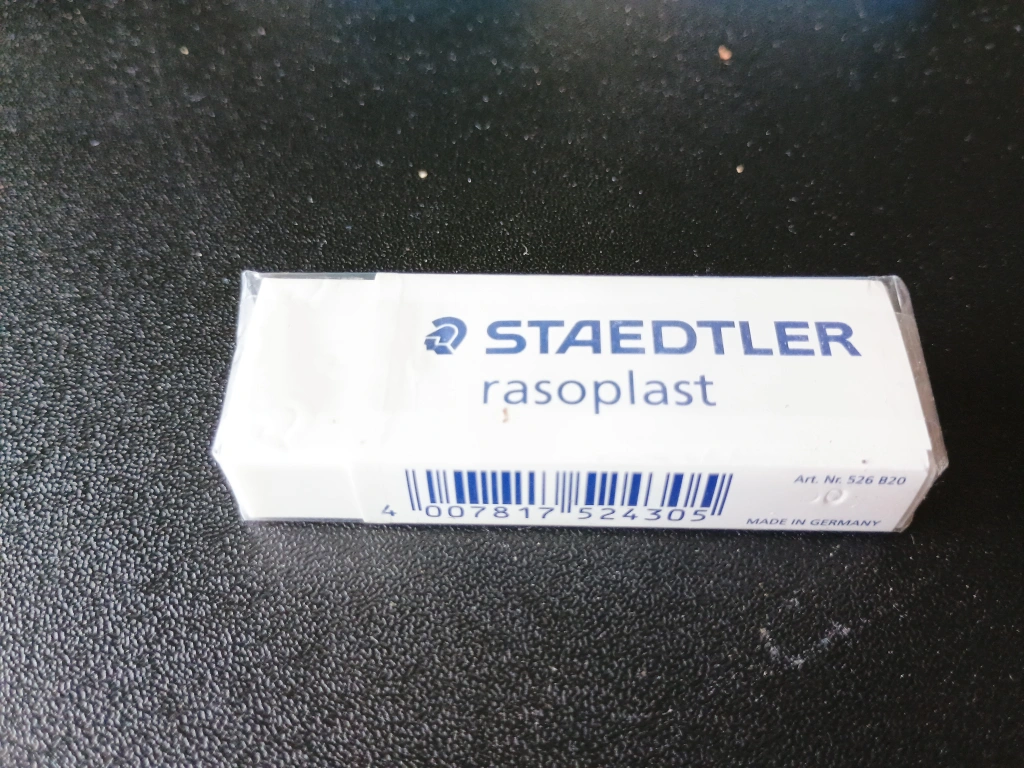 STAEDTLER
rasoplast
Art. Nr. 526 B20
4 007817 524305
MADE IN GERMANY